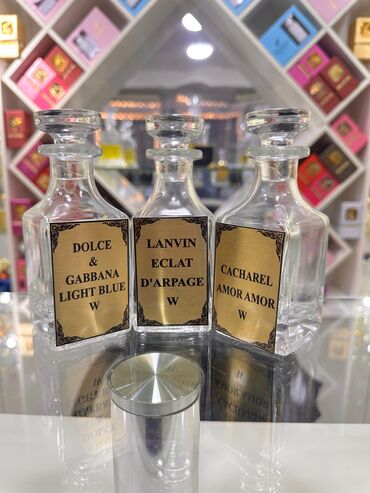 DOLCE
&
GABBANA
LIGHT BLUE
W
LANVIN
ECLAT
D'ARPAGE
W
CACHAREL
AMOR AMOR
W